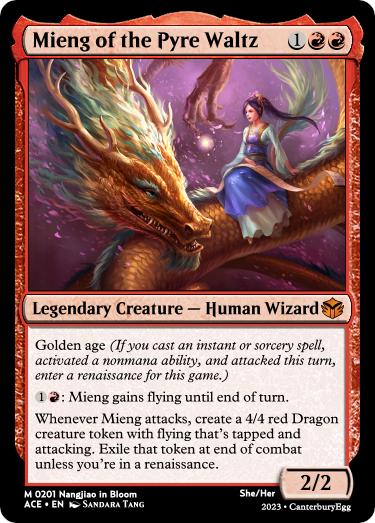 Mieng of the Pyre Waltz 1
Legendary Creature — Human Wizard
Golden age (If you cast an instant or sorcery spell,
activated a nonmana ability, and attacked this turn,
enter a renaissance for this game.)
1 : Mieng gains flying until end of turn.
Whenever Mieng attacks, create a 4/4 red Dragon
creature token with flying that's tapped and
attacking. Exile that token at end of combat
unless you're in a renaissance.
2/2
M 0201 Nangjiao in Bloom She/Her
ACE • EN Sandara Tang 2023 • CanterburyEgg